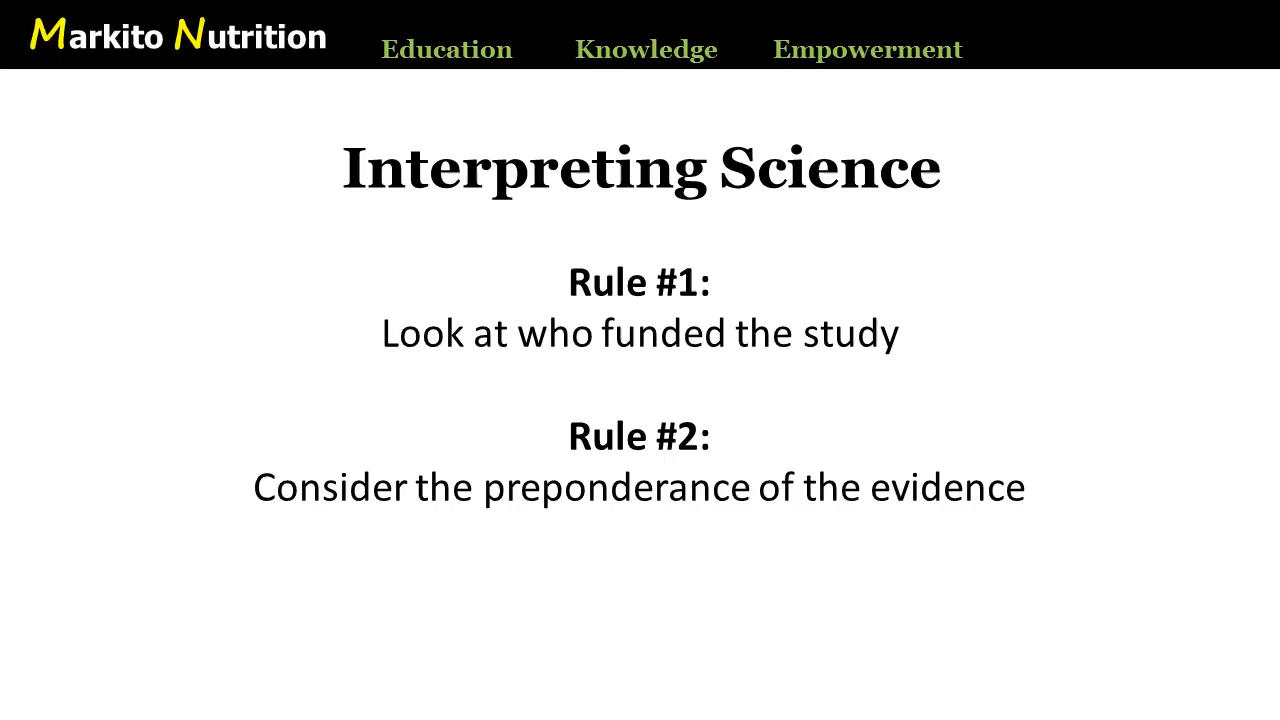 Markito Nutrition
Education Knowledge Empowerment
Interpreting Science
Rule #1:
Look at who funded the study
Rule #2:
Consider the preponderance of the evidence